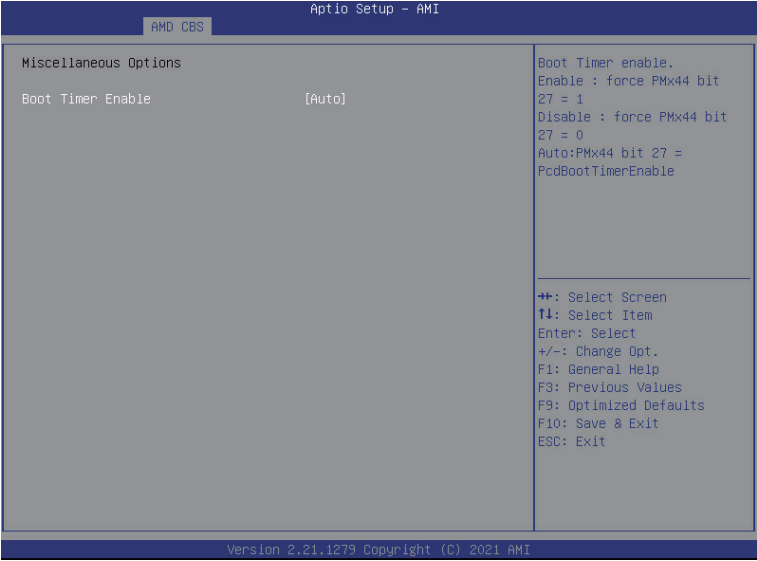 Aptio Setup – AMI
AMD CBS
Miscellaneous Options
Boot Timer Enable [Auto]
Boot Timer enable.
Enable : force PMx44 bit
27 = 1
Disable : force PMx44 bit
27 = 0
Auto:PMx44 bit 27 =
PcdBootTimerEnable
→←: Select Screen
↑↓: Select Item
Enter: Select
+/-: Change Opt.
F1: General Help
F3: Previous Values
F9: Optimized Defaults
F10: Save & Exit
ESC: Exit
Version 2.21.1279 Copyright (C) 2021 AMI